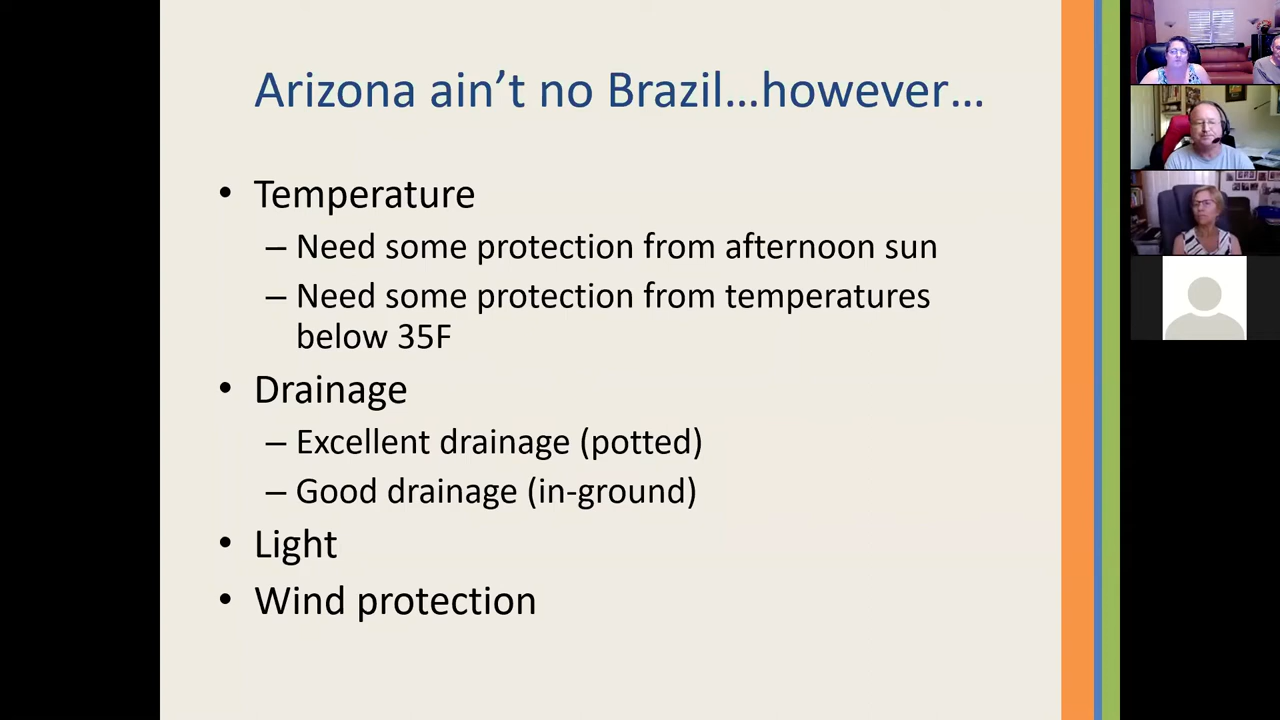 Arizona ain’t no Brazil…however…
• Temperature
– Need some protection from afternoon sun
– Need some protection from temperatures
below 35F
• Drainage
– Excellent drainage (potted)
– Good drainage (in-ground)
• Light
• Wind protection